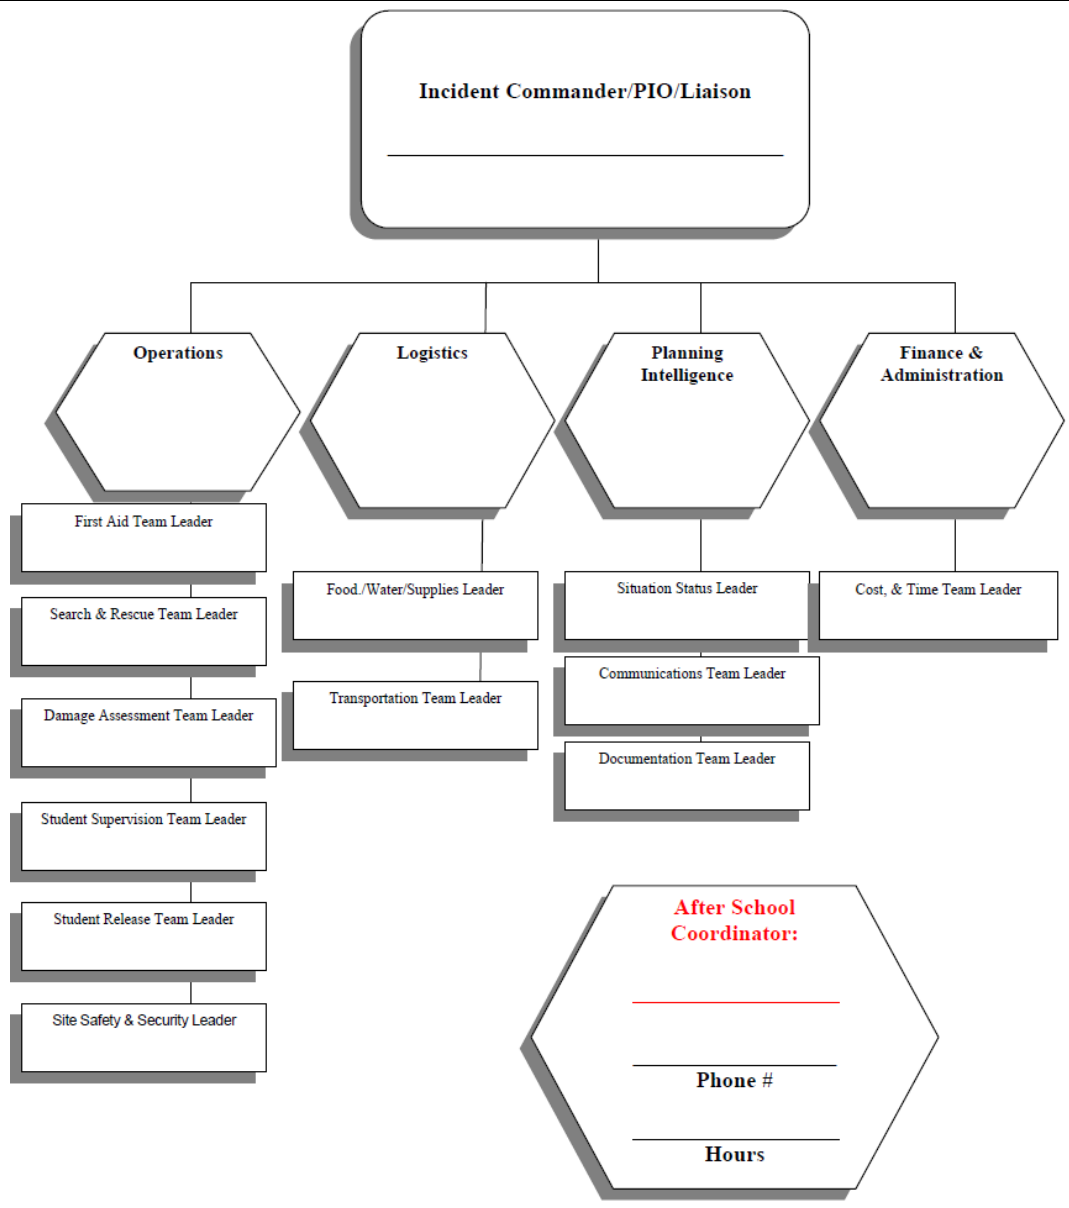 Incident Commander/PIO/Liaison
Operations
Logistics
Planning
Intelligence
Finance &
Administration
First Aid Team Leader
Search & Rescue Team Leader
Damage Assessment Team Leader
Student Supervision Team Leader
Student Release Team Leader
Site Safety & Security Leader
Food./Water/Supplies Leader
Transportation Team Leader
Situation Status Leader
Communications Team Leader
Documentation Team Leader
Cost, & Time Team Leader
After School
Coordinator:
Phone #
Hours